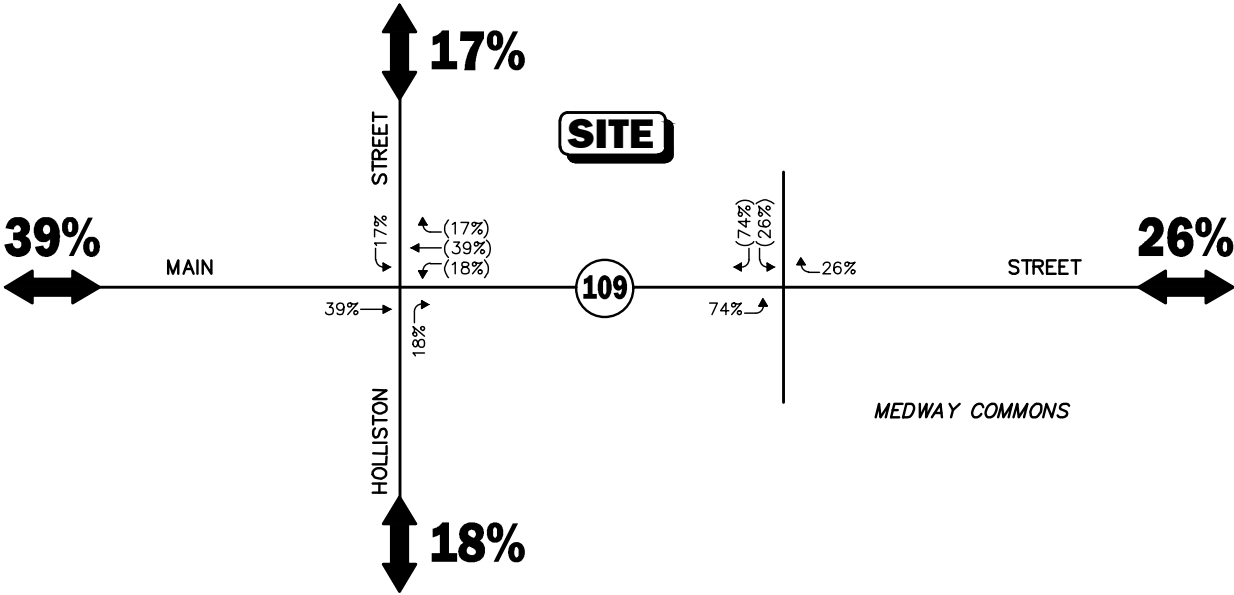 17%
STREET
SITE
39%
17%
(17%)
(39%)
(18%)
(74%)
(26%)
26%
MAIN
26%
STREET
109
39%
18%
74%
HOLLISTON
MEDWAY COMMONS
18%